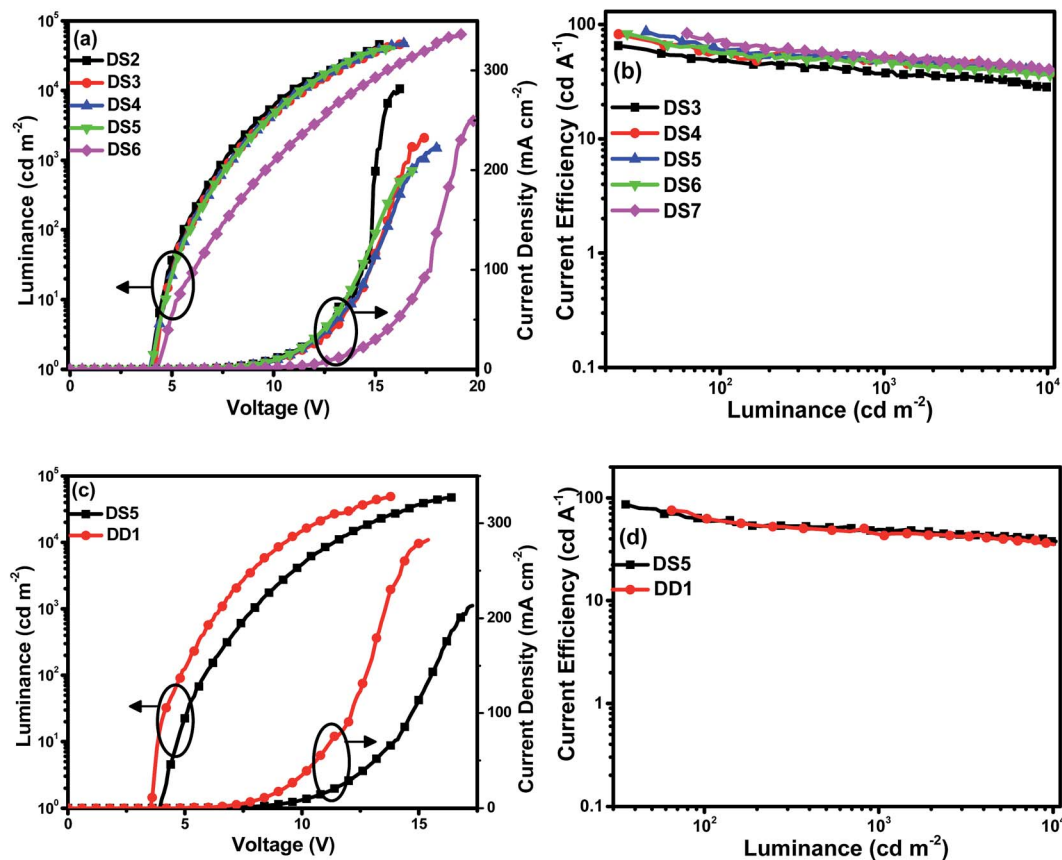 (a)
DS2
DS3
DS4
DS5
DS6
Luminance (cd m-2)
10^5
10^4
10^3
10^2
10^1
10^0
Current Density (mA cm-2)
300
200
100
0
0 5 10 15 20
Voltage (V)
(b)
DS3
DS4
DS5
DS6
DS7
Current Efficiency (cd A-1)
100
10
1
0.1
10^2 10^3 10^4
Luminance (cd m-2)
(c)
DS5
DD1
Luminance (cd m-2)
10^5
10^4
10^3
10^2
10^1
10^0
Current Density (mA cm-2)
300
200
100
0
0 5 10 15
Voltage (V)
(d)
DS5
DD1
Current Efficiency (cd A-1)
100
10
1
0.1
10^2 10^3 10^4
Luminance (cd m-2)